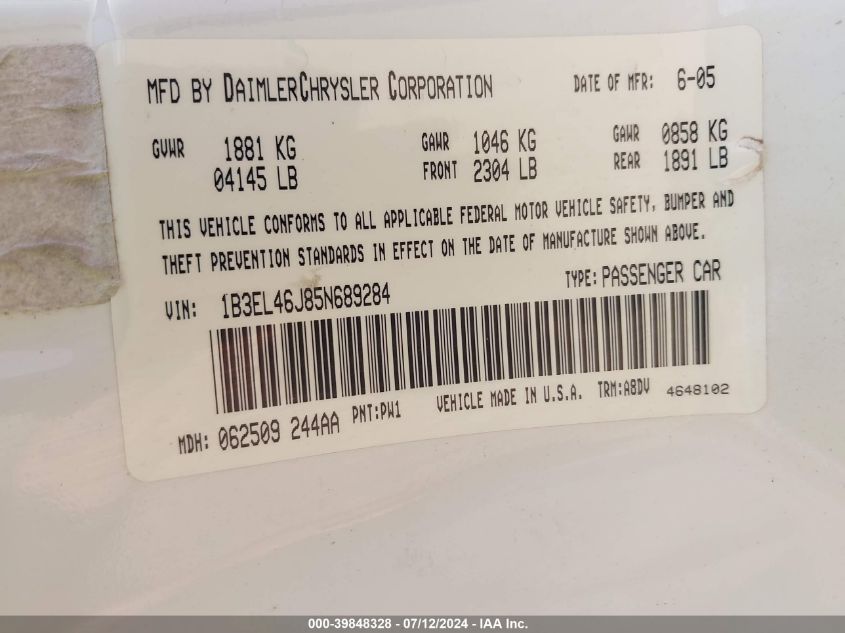 MFD BY DAIMLERCHRYSLER CORPORATION DATE OF MFR: 6-05
GVWR 1881 KG GAWR 1046 KG GAWR 0858 KG
04145 LB FRONT 2304 LB REAR 1891 LB
THIS VEHICLE CONFORMS TO ALL APPLICABLE FEDERAL MOTOR VEHICLE SAFETY, BUMPER AND
THEFT PREVENTION STANDARDS IN EFFECT ON THE DATE OF MANUFACTURE SHOWN ABOVE.
VIN: 1B3EL46J85N689284 TYPE: PASSENGER CAR
MDH: 062509 244AA PNT:PW1 VEHICLE MADE IN U.S.A. TRM:A8DV 4648102
000-39848328 - 07/12/2024 - IAA Inc.